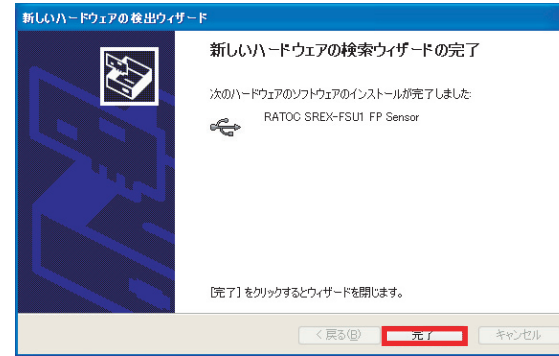 新しいハードウェアの検出ウィザード
新しいハードウェアの検索ウィザードの完了
次のハードウェアのソフトウェアのインストールが完了しました:
RATOC SREX-FSU1 FP Sensor
[完了] をクリックするとウィザードを閉じます。
< 戻る(B) 完了 キャンセル